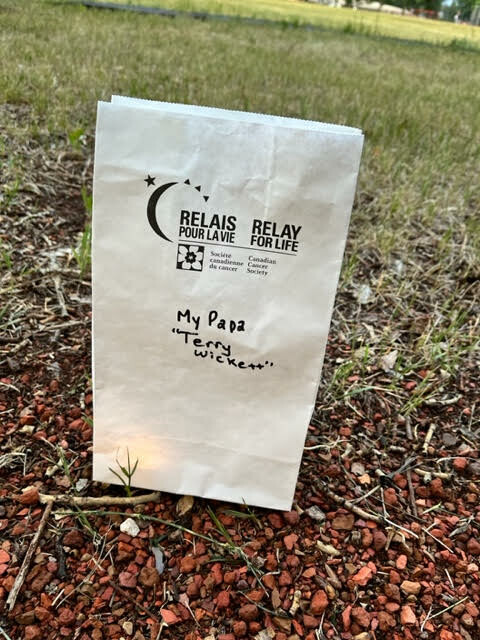 RELAIS
POUR LA VIE
RELAY
FOR LIFE
Société
canadienne
du cancer
Canadian
Cancer
Society
My Papa
"Terry
Wickett"